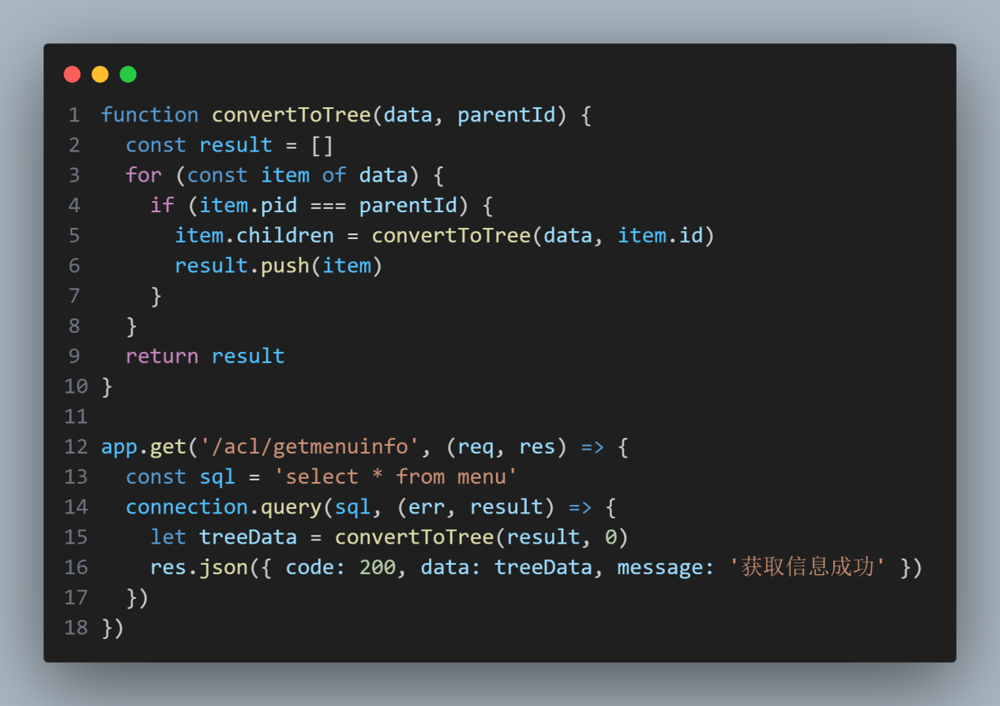 1 function convertToTree(data, parentId) {
2   const result = []
3   for (const item of data) {
4     if (item.pid === parentId) {
5       item.children = convertToTree(data, item.id)
6       result.push(item)
7     }
8   }
9   return result
10 }
11
12 app.get('/acl/getmenuinfo', (req, res) => {
13   const sql = 'select * from menu'
14   connection.query(sql, (err, result) => {
15     let treeData = convertToTree(result, 0)
16     res.json({ code: 200, data: treeData, message: '获取信息成功' })
17   })
18 })